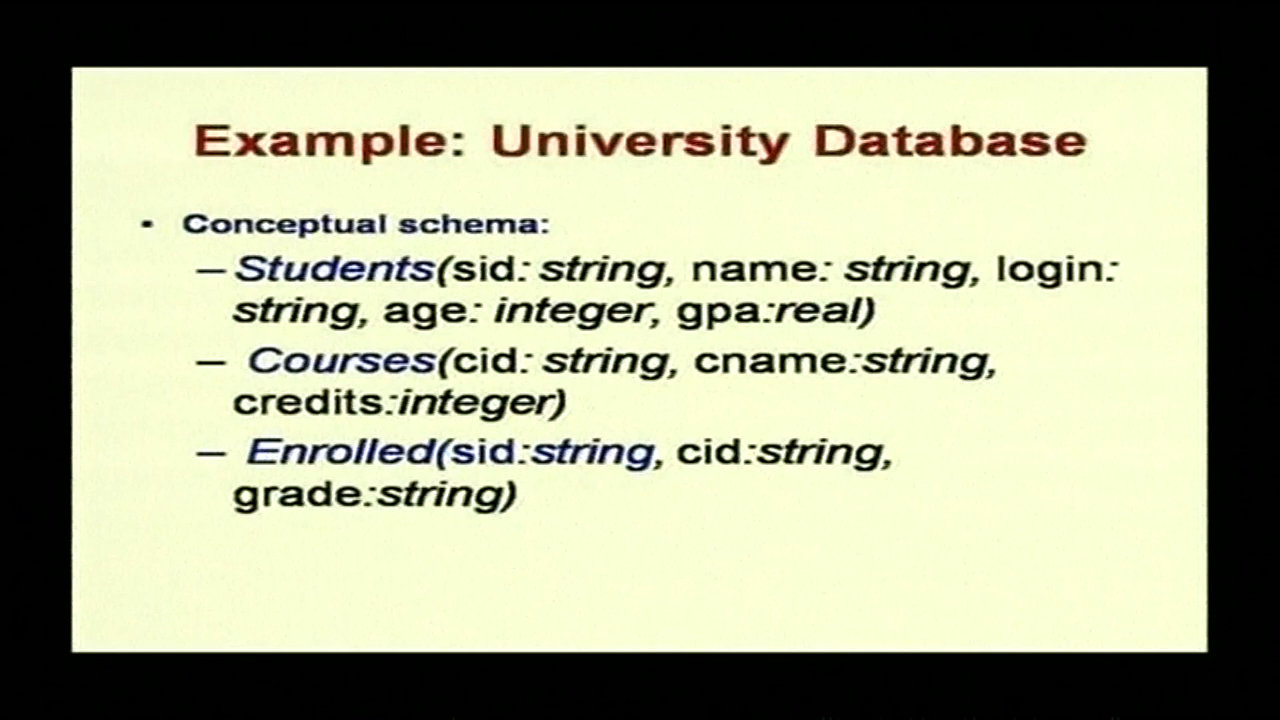 Example: University Database
• Conceptual schema:
– Students(sid: string, name: string, login:
string, age: integer, gpa:real)
– Courses(cid: string, cname:string,
credits:integer)
– Enrolled(sid:string, cid:string,
grade:string)